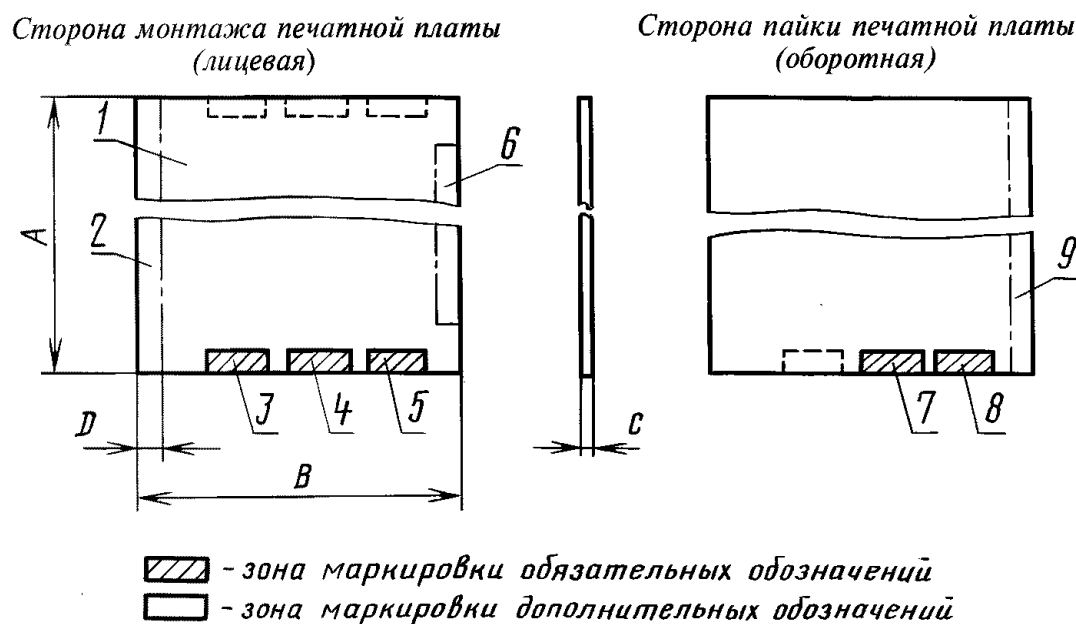 Сторона монтажа печатной платы
(лицевая)
Сторона пайки печатной платы
(оборотная)
1
6
A
2
9
3
4
5
7
8
D
C
B
- зона маркировки обязательных обозначений
- зона маркировки дополнительных обозначений